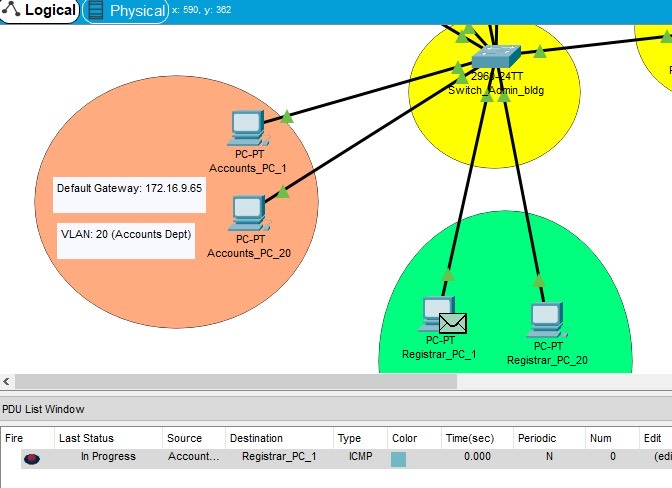 Logical
Physical
x: 590, y: 362
2960-24TT
Switch_Admin_bldg
PC-PT
Accounts_PC_1
Default Gateway: 172.16.9.65
VLAN: 20 (Accounts Dept)
PC-PT
Accounts_PC_20
PC-PT
Registrar_PC_1
PC-PT
Registrar_PC_20
PDU List Window
Fire Last Status Source Destination Type Color Time(sec) Periodic Num Edit
In Progress Account... Registrar_PC_1 ICMP 0.000 N 0 (edi